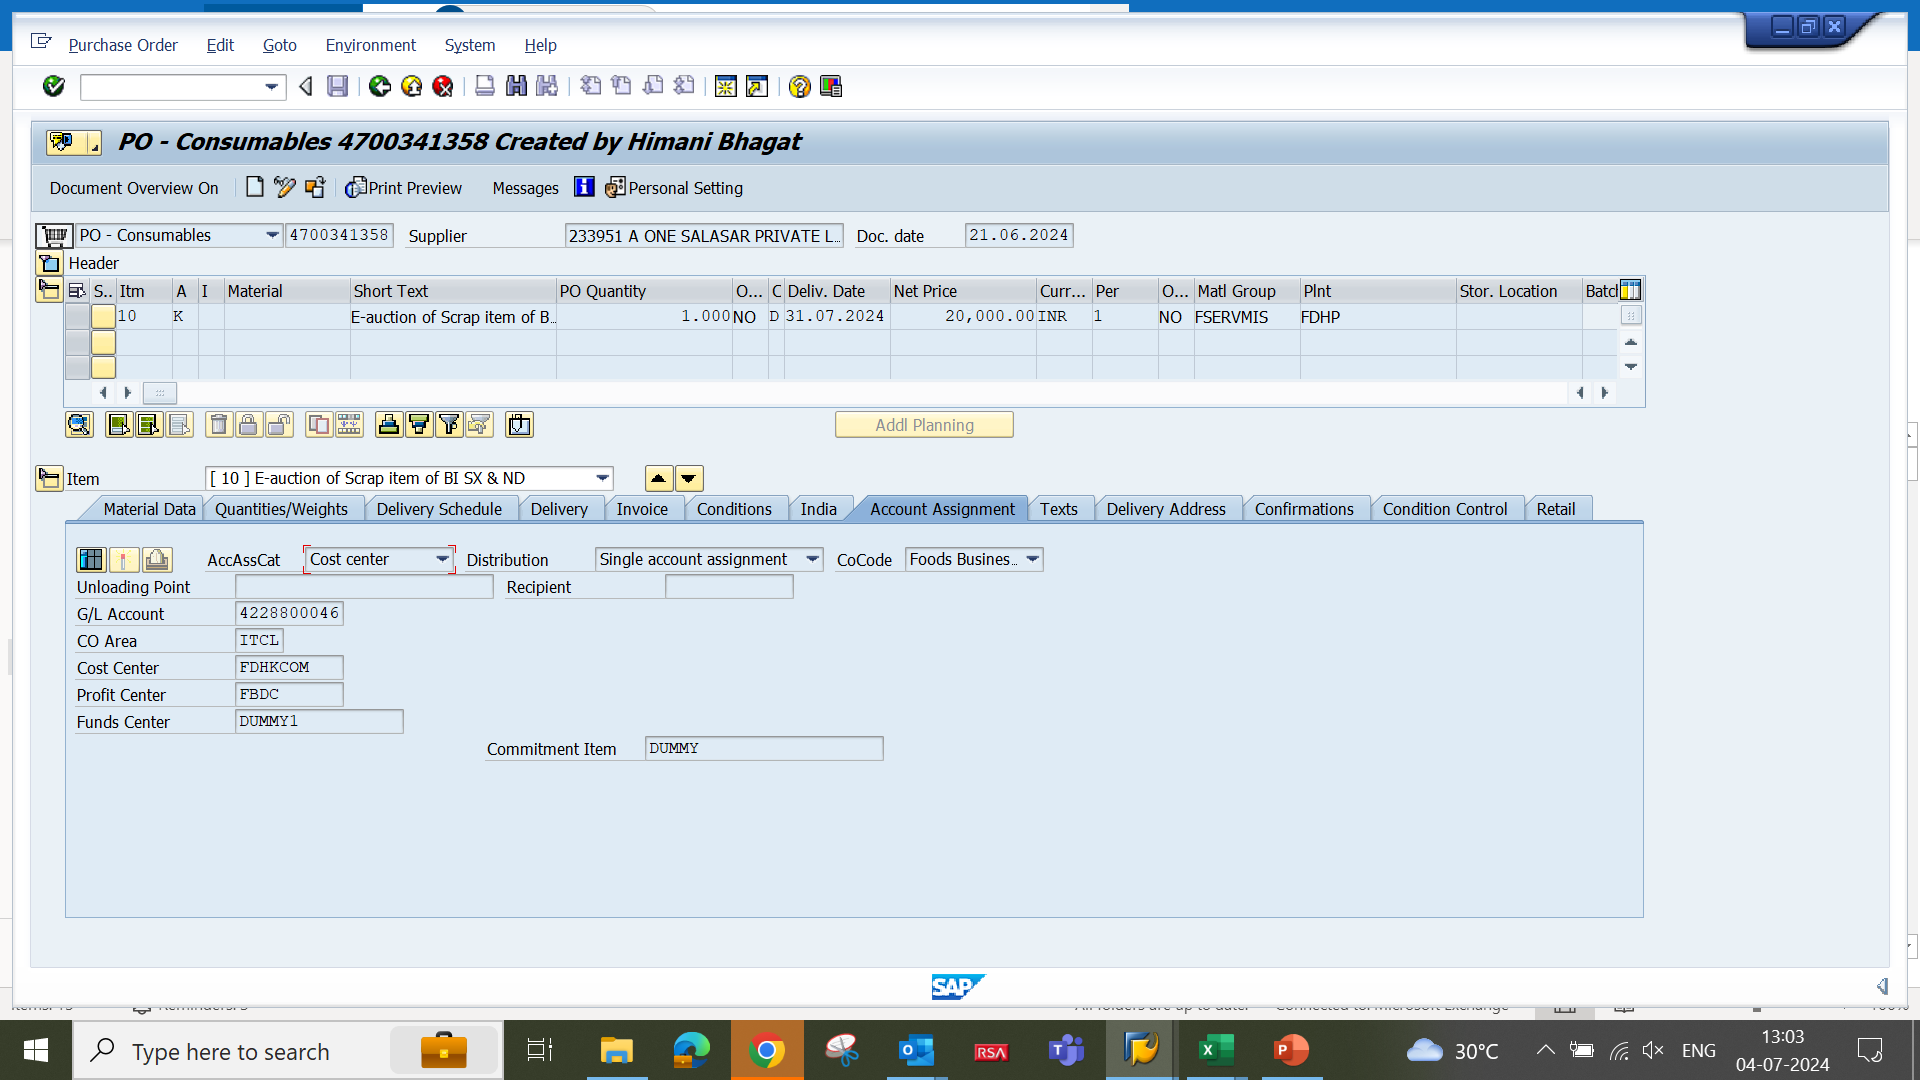 Purchase Order Edit Goto Environment System Help
PO - Consumables 4700341358 Created by Himani Bhagat
Document Overview On Print Preview Messages Personal Setting
PO - Consumables 4700341358 Supplier 233951 A ONE SALASAR PRIVATE L... Doc. date 21.06.2024
Header
S.. Itm A I Material Short Text PO Quantity O... C Deliv. Date Net Price Curr... Per O... Matl Group Plnt Stor. Location Batch
10 K E-auction of Scrap item of B... 1.000 NO D 31.07.2024 20,000.00 INR 1 NO FSERVMIS FDHP
Addl Planning
Item [ 10 ] E-auction of Scrap item of BI SX & ND
Material Data Quantities/Weights Delivery Schedule Delivery Invoice Conditions India Account Assignment Texts Delivery Address Confirmations Condition Control Retail
AccAssCat Cost center Distribution Single account assignment CoCode Foods Busines...
Unloading Point Recipient
G/L Account 4228800046
CO Area ITCL
Cost Center FDHKCOM
Profit Center FBDC
Funds Center DUMMY1
Commitment Item DUMMY
SAP
Type here to search RSA 30°C ENG 13:03
04-07-2024